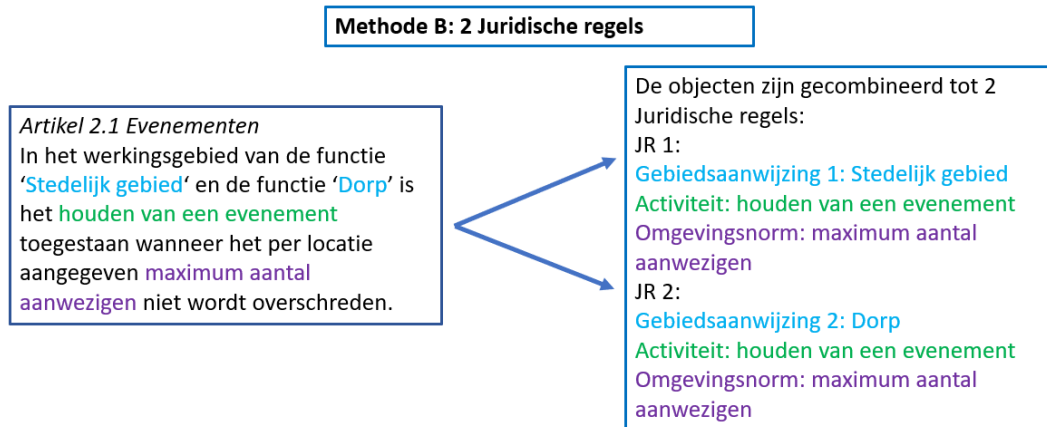 Methode B: 2 Juridische regels
Artikel 2.1 Evenementen
In het werkingsgebied van de functie
‘Stedelijk gebied‘ en de functie ‘Dorp’ is
het houden van een evenement
toegestaan wanneer het per locatie
aangegeven maximum aantal
aanwezigen niet wordt overschreden.
De objecten zijn gecombineerd tot 2
Juridische regels:
JR 1:
Gebiedsaanwijzing 1: Stedelijk gebied
Activiteit: houden van een evenement
Omgevingsnorm: maximum aantal
aanwezigen
JR 2:
Gebiedsaanwijzing 2: Dorp
Activiteit: houden van een evenement
Omgevingsnorm: maximum aantal
aanwezigen